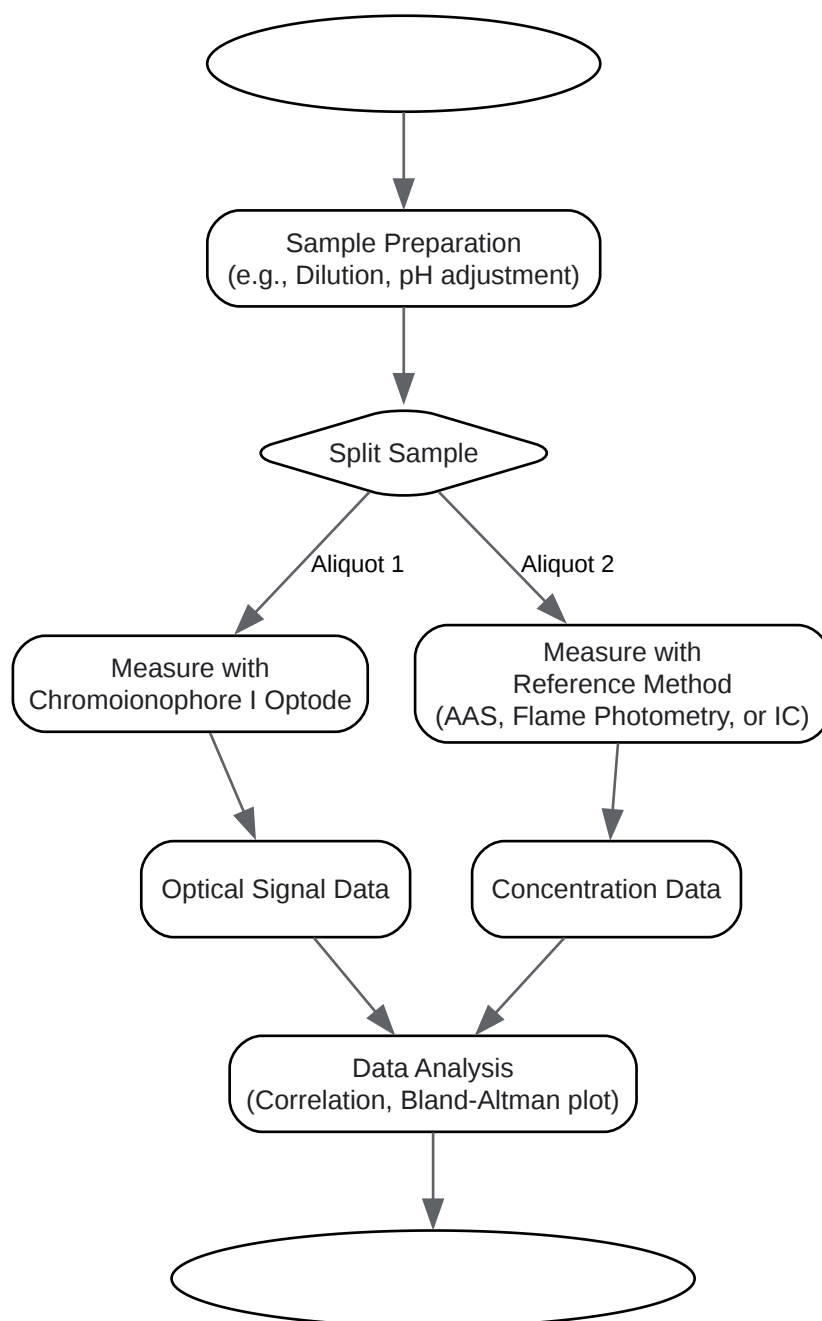 Sample Preparation
(e.g., Dilution, pH adjustment)
Split Sample
Aliquot 1
Aliquot 2
Measure with
Chromoionophore I Optode
Measure with
Reference Method
(AAS, Flame Photometry, or IC)
Optical Signal Data
Concentration Data
Data Analysis
(Correlation, Bland-Altman plot)